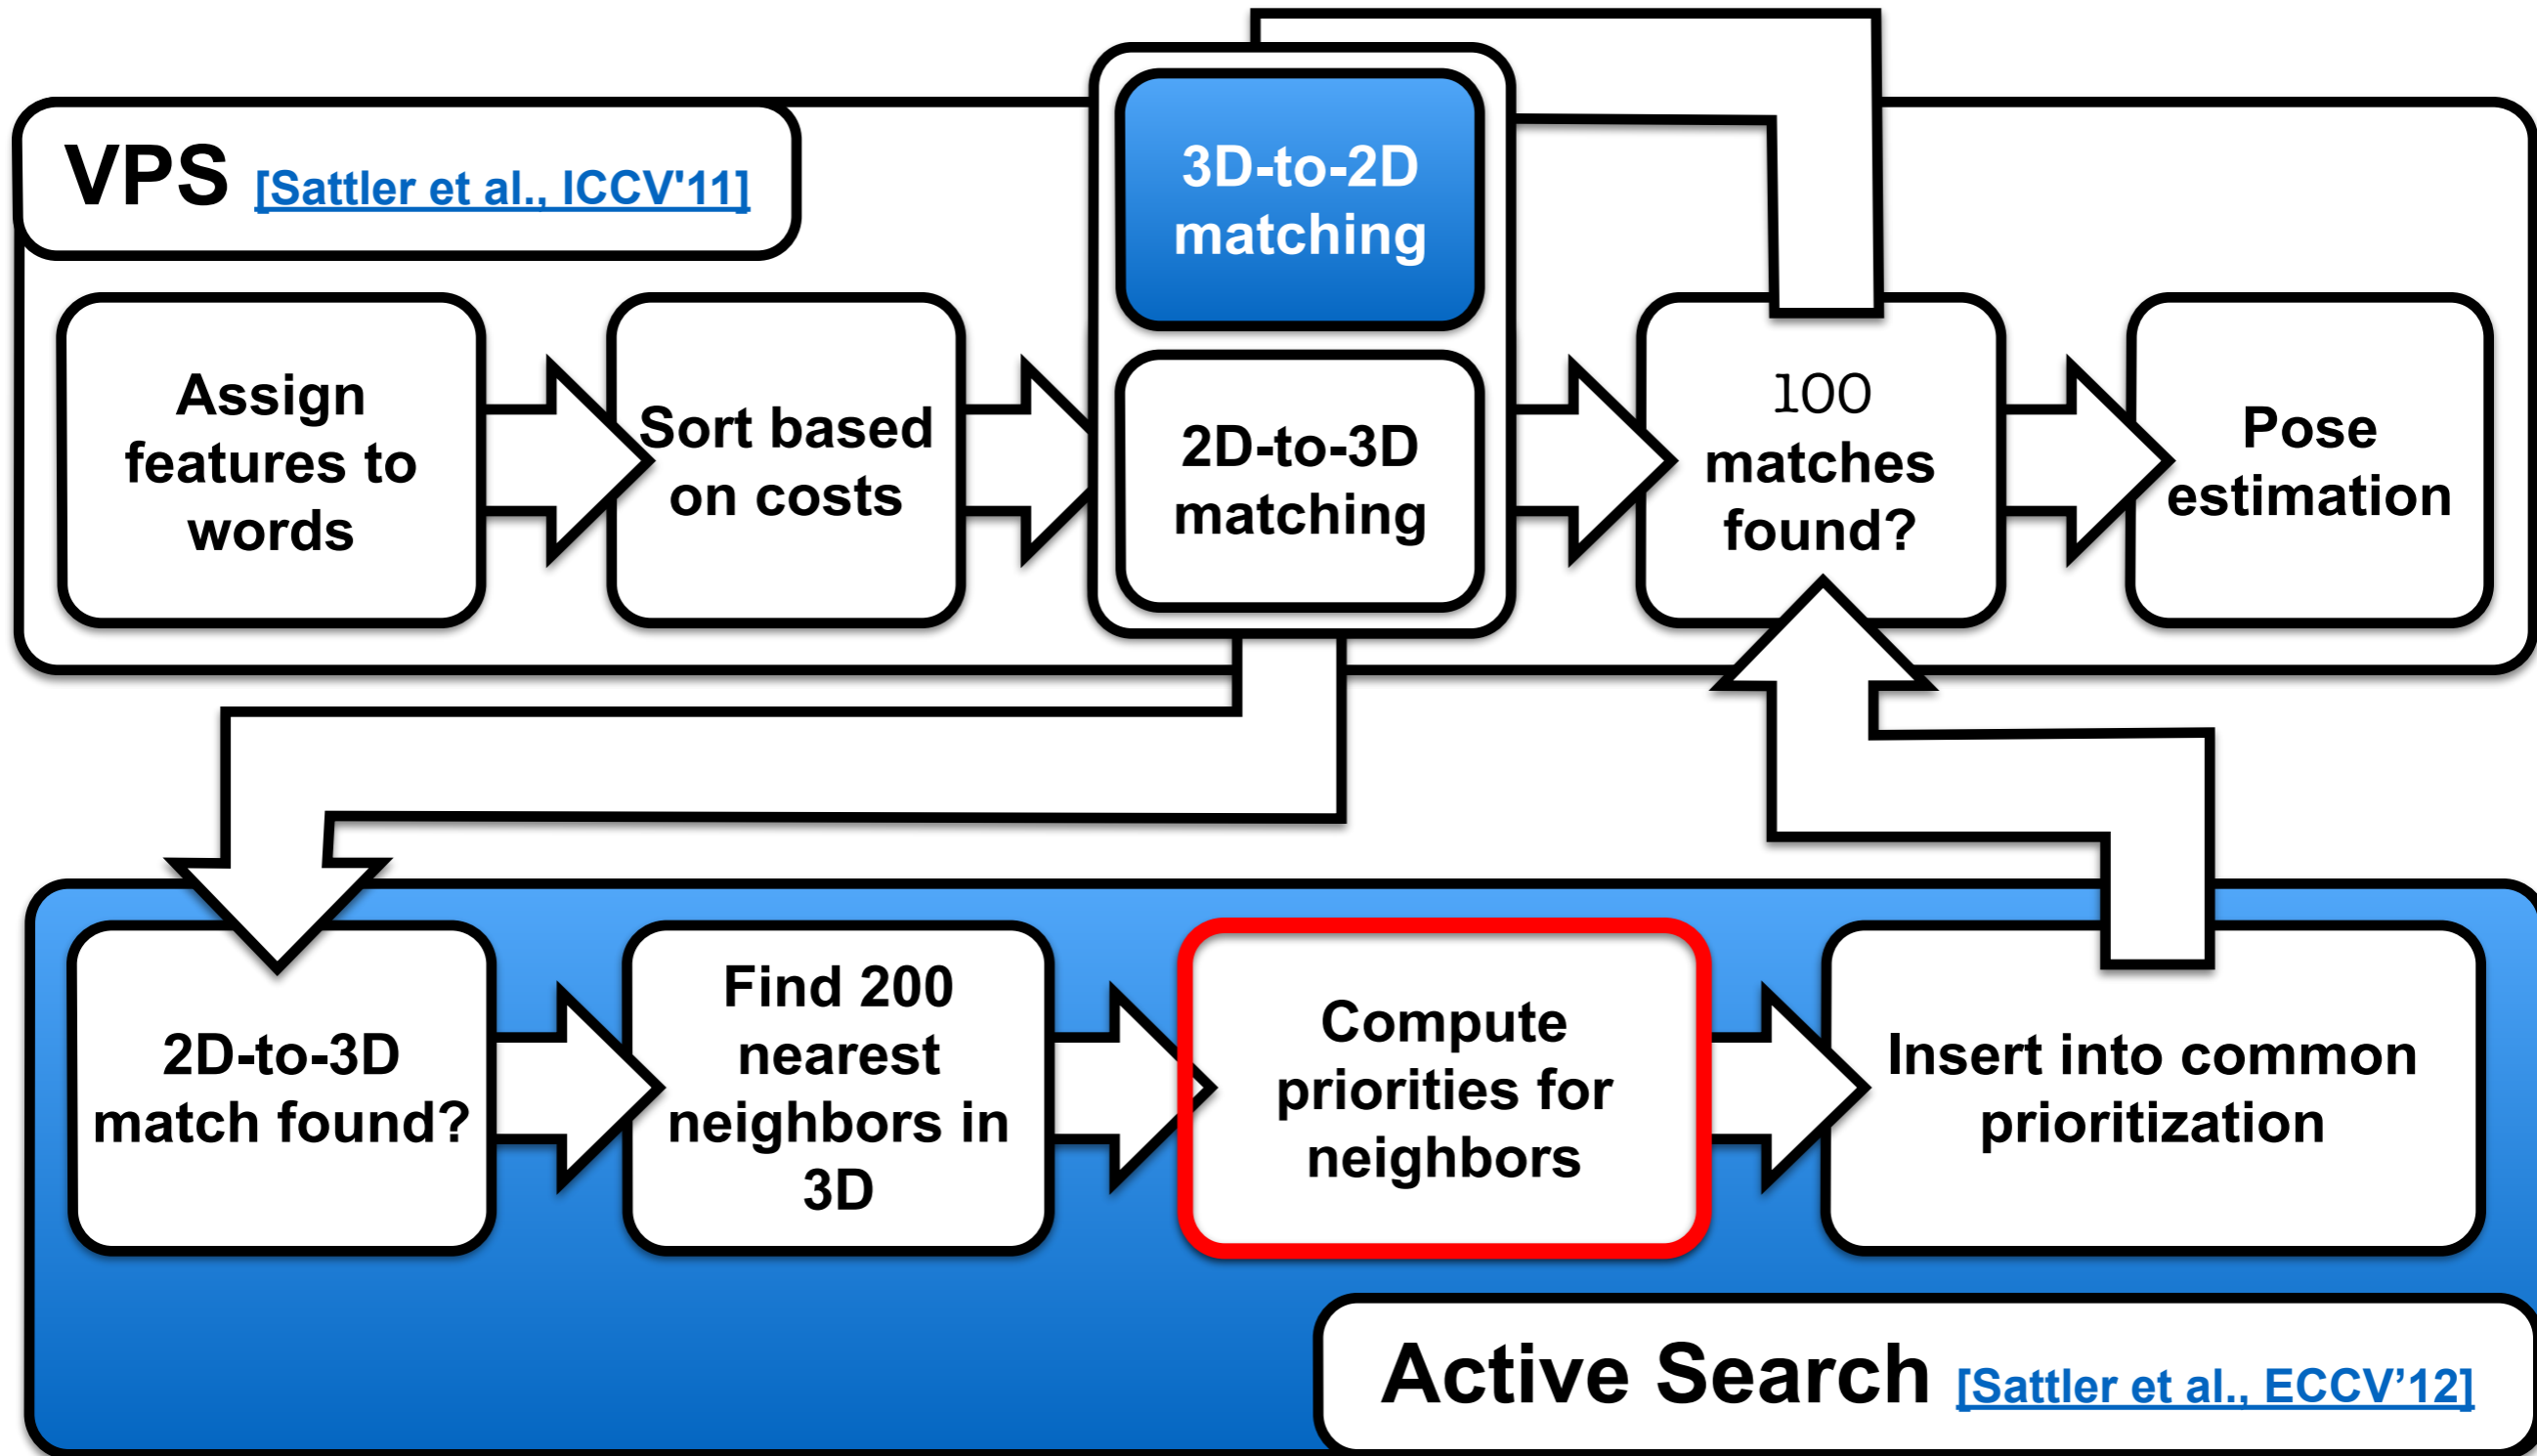 VPS [Sattler et al., ICCV'11]
3D-to-2D
matching
Assign
features to
words
Sort based
on costs
2D-to-3D
matching
100
matches
found?
Pose
estimation
2D-to-3D
match found?
Find 200
nearest
neighbors in
3D
Compute
priorities for
neighbors
Insert into common
prioritization
Active Search [Sattler et al., ECCV’12]